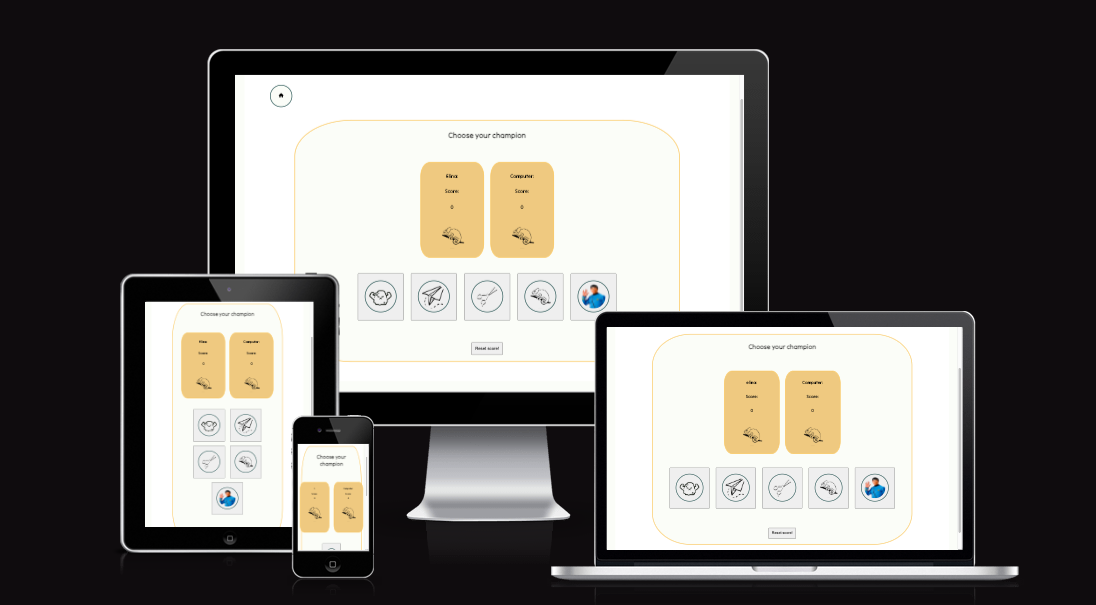 Choose your champion
Elina: Computer:
Score: Score:
0 0
Reset score!
Choose your champion
Elina: Computer:
Score: Score:
0 0
Choose your
champion
Choose your champion
elina: Computer:
Score: Score:
0 0
Reset score!